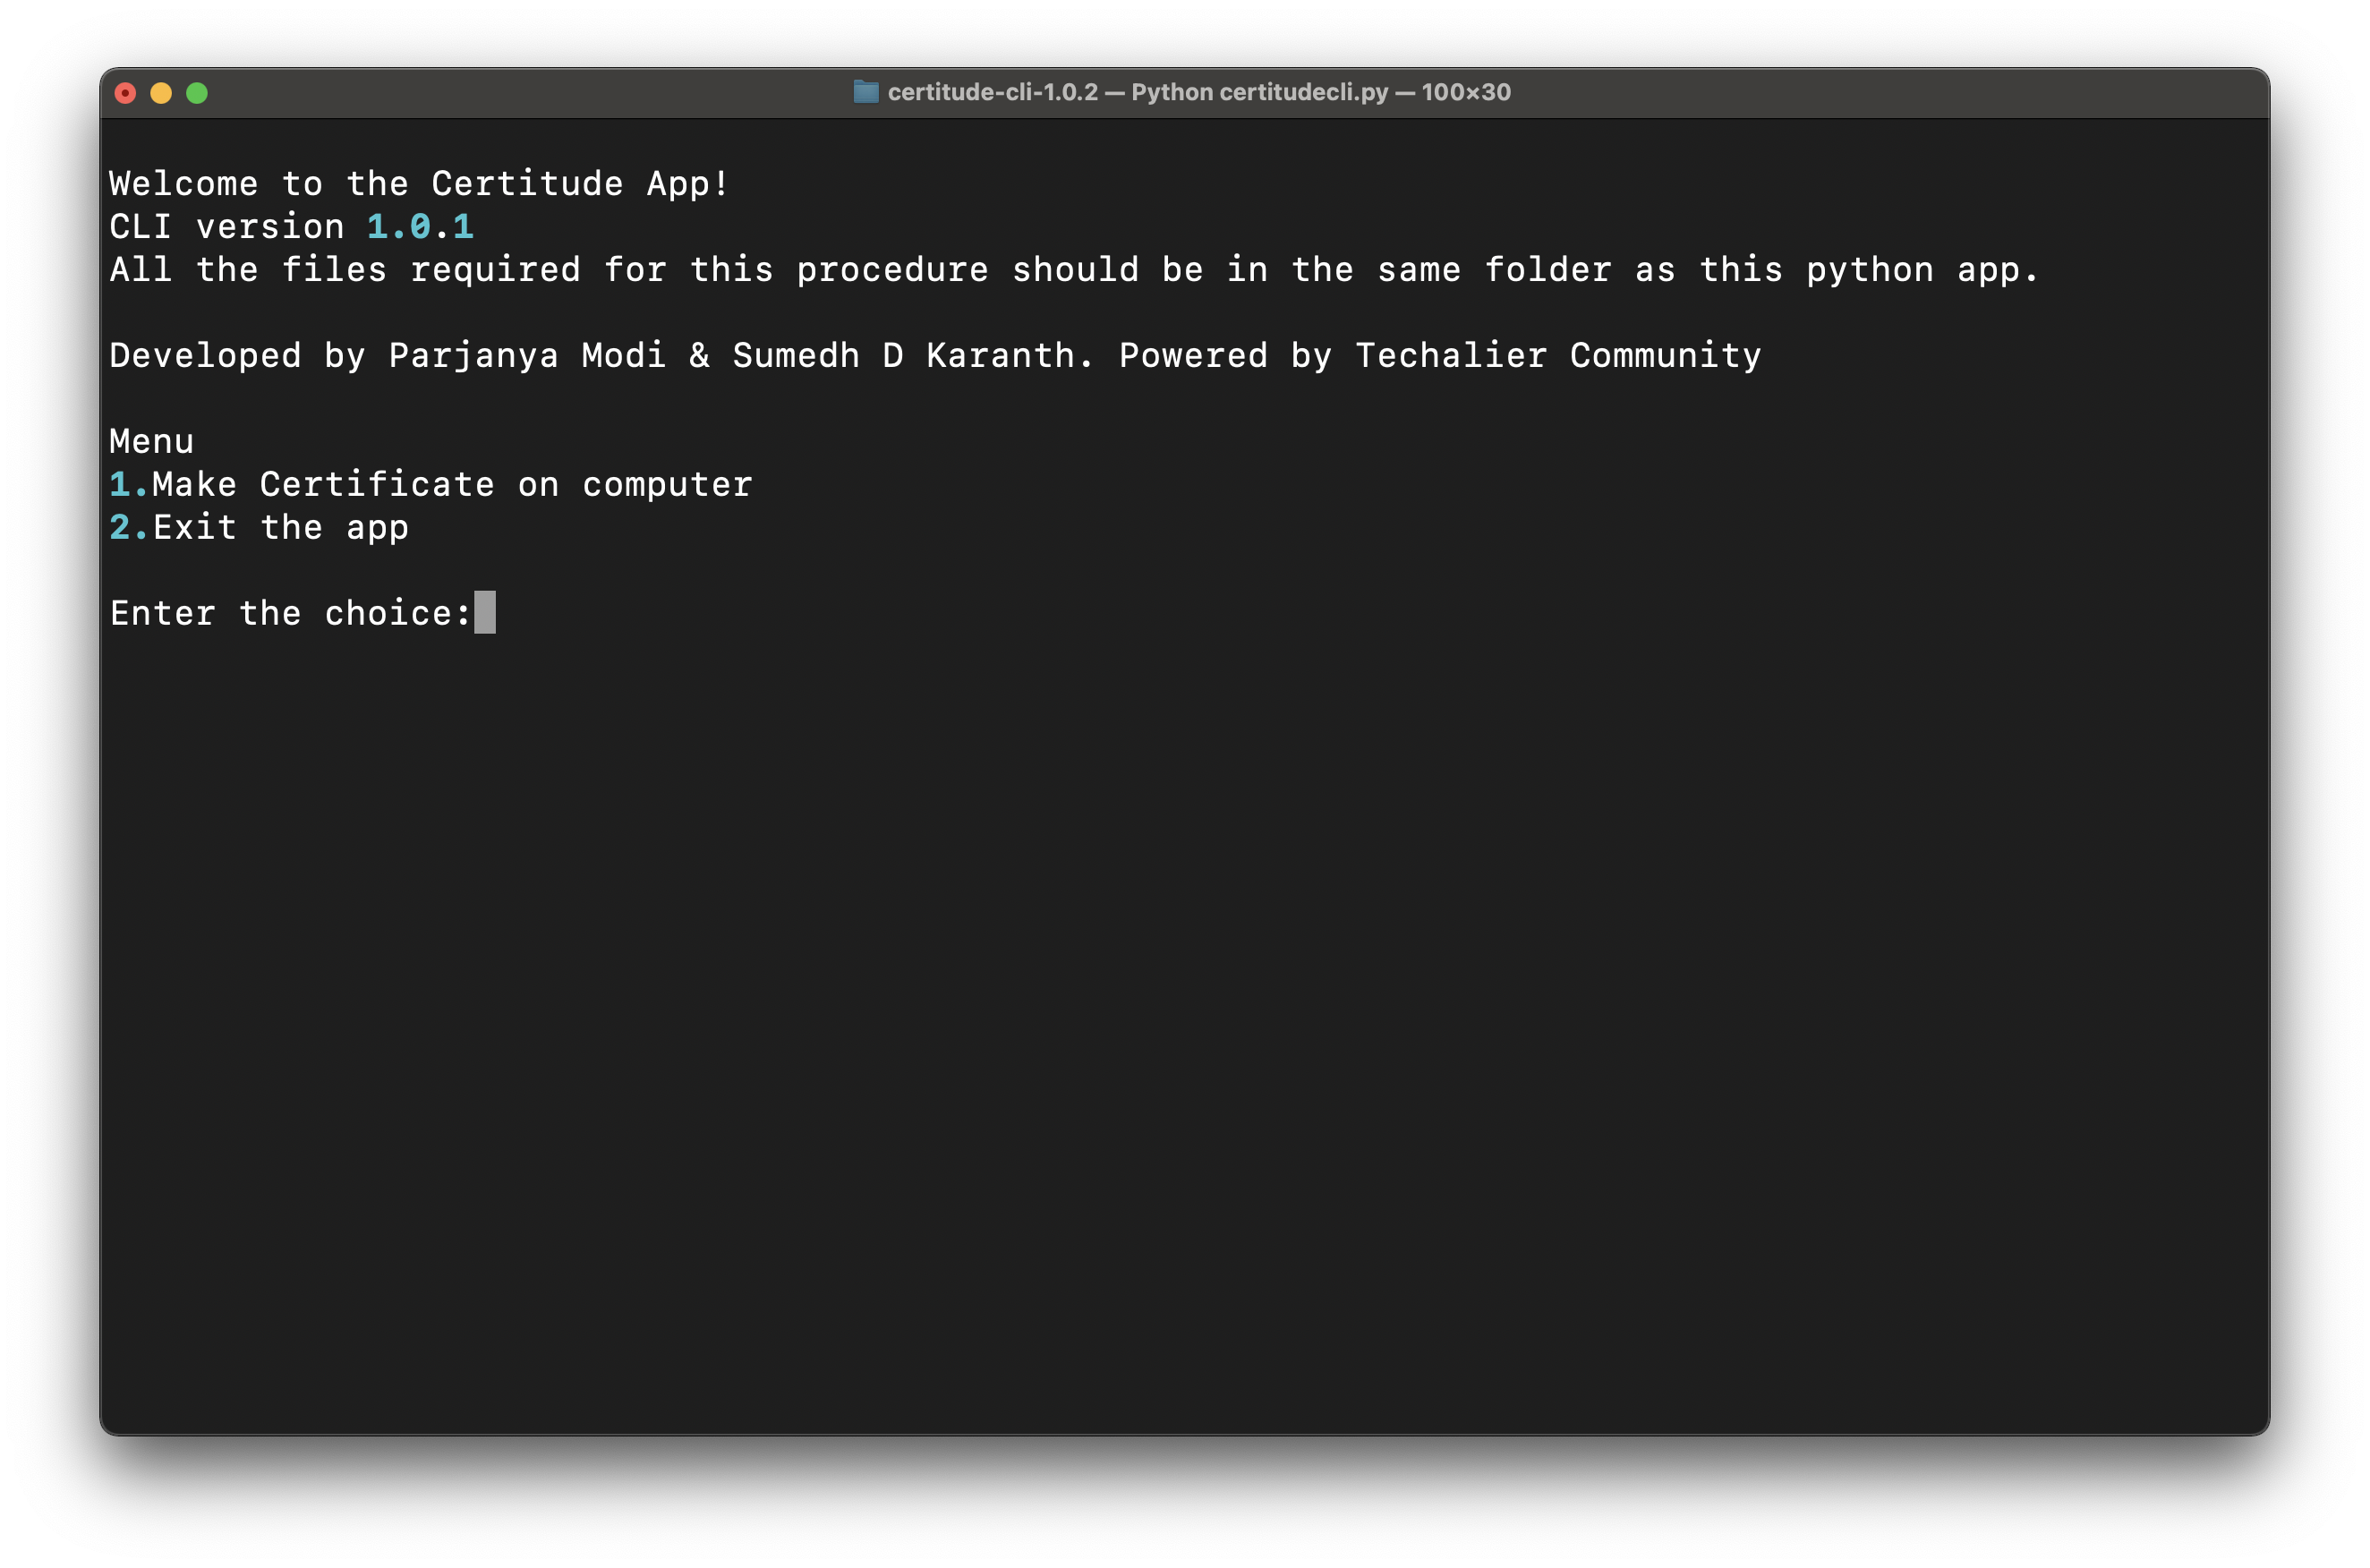 certitude-cli-1.0.2 — Python certitudecli.py — 100×30
Welcome to the Certitude App!
CLI version 1.0.1
All the files required for this procedure should be in the same folder as this python app.
Developed by Parjanya Modi & Sumedh D Karanth. Powered by Techalier Community
Menu
1.Make Certificate on computer
2.Exit the app
Enter the choice: